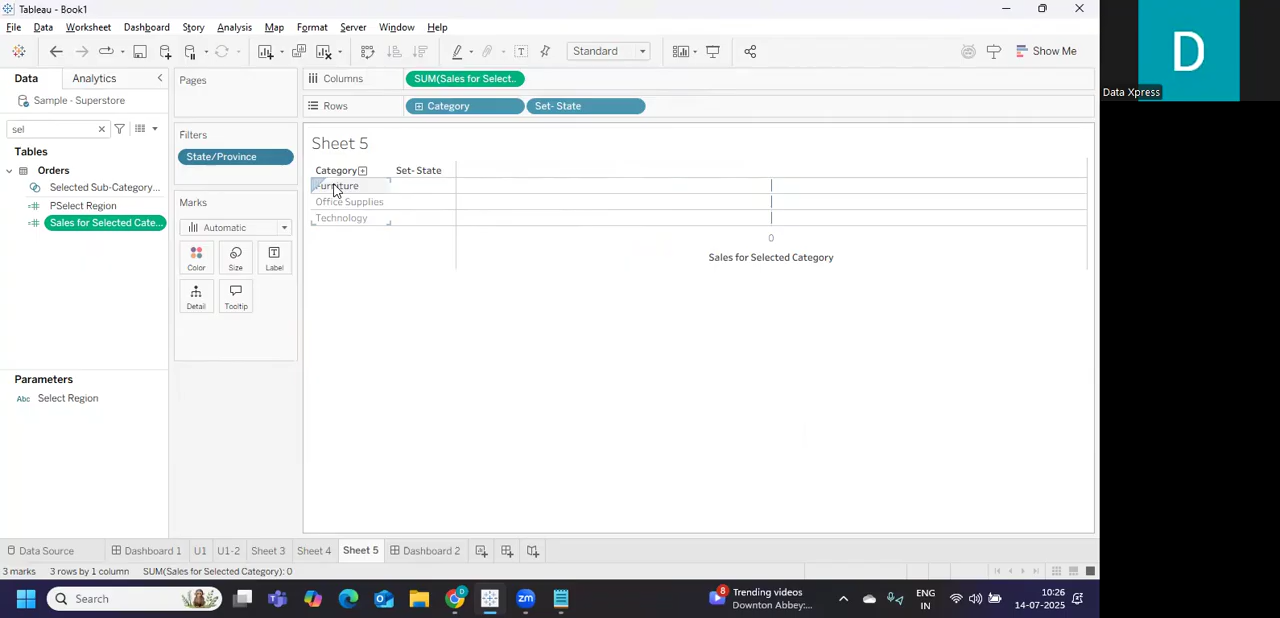 Tableau - Book1
File Data Worksheet Dashboard Story Analysis Map Format Server Window Help
Standard
Show Me
Data Analytics
Sample - Superstore
sel
Tables
Orders
Selected Sub-Category...
PSelect Region
Sales for Selected Cate...
Parameters
Abc Select Region
Pages
Filters
State/Province
Marks
Automatic
Color Size Label
Detail Tooltip
Columns SUM(Sales for Select..
Rows Category Set- State
Sheet 5
Category Set- State
Furniture
Office Supplies
Technology
0
Sales for Selected Category
D
Data Xpress
Data Source Dashboard 1 U1 U1-2 Sheet 3 Sheet 4 Sheet 5 Dashboard 2
3 marks 3 rows by 1 column SUM(Sales for Selected Category): 0
Search
8
Trending videos
Downton Abbey:...
ENG
IN
10:26
14-07-2025